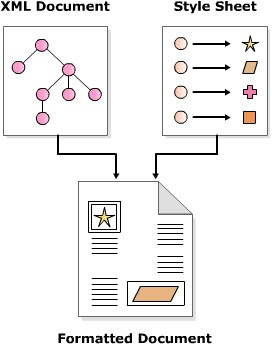 XML Document
Style Sheet
Formatted Document